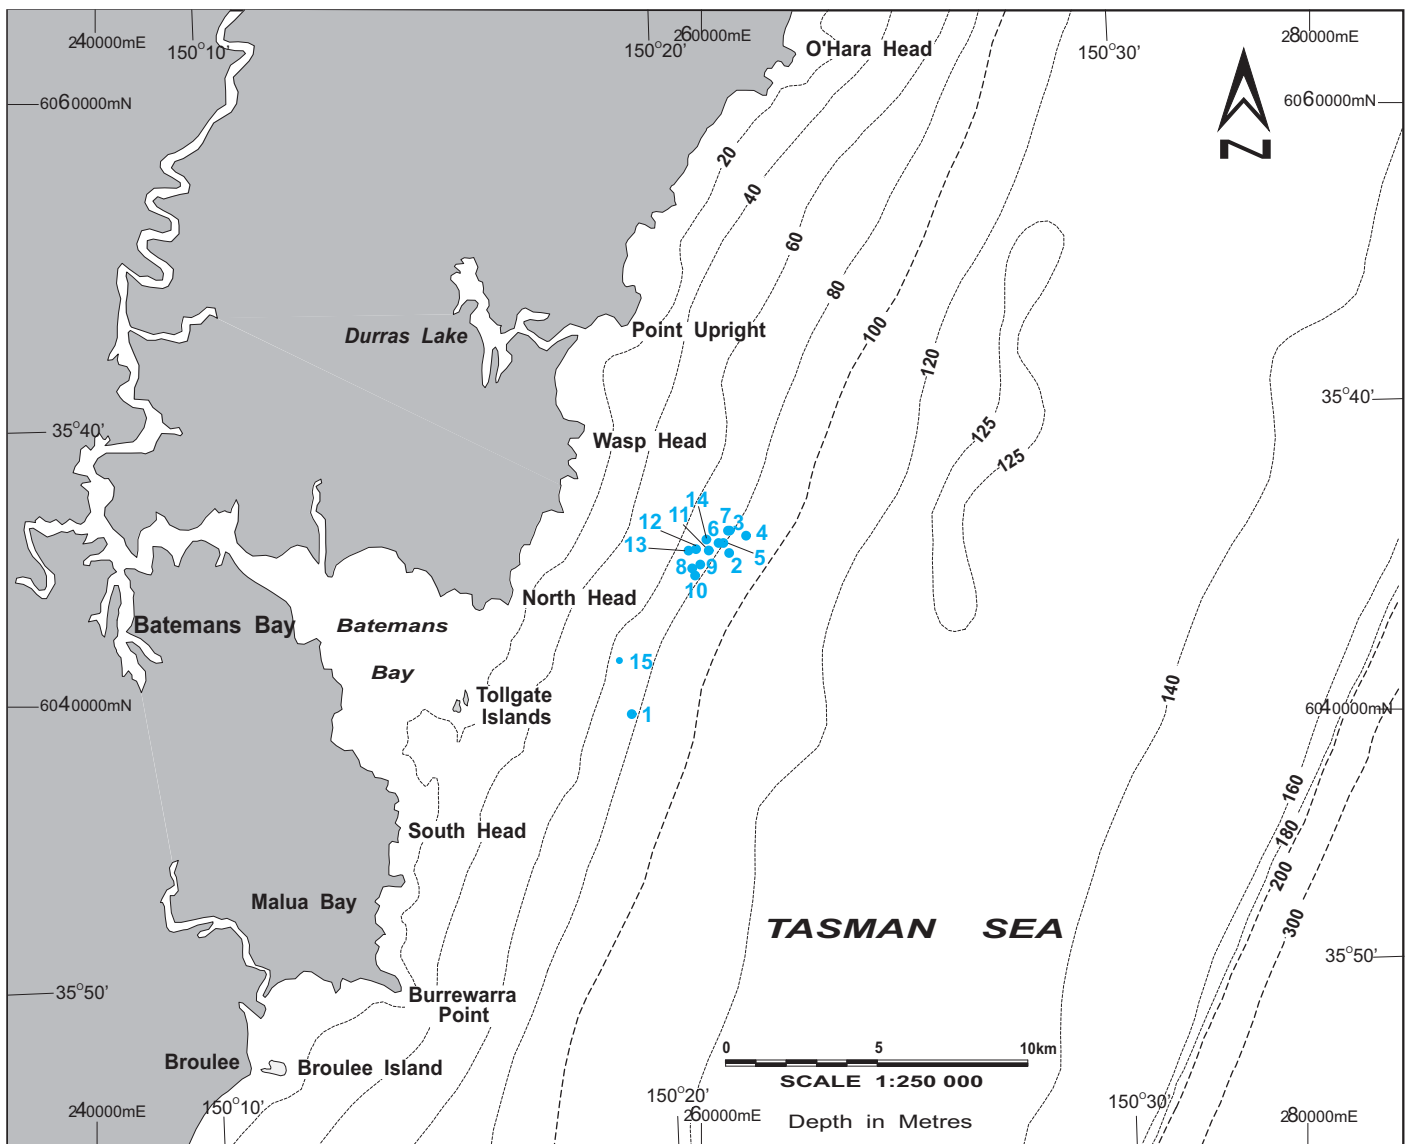 240000mE
150°10'
150°20'
260000mE
150°30'
280000mE
O'Hara Head
6060000mN
6060000mN
N
20
40
60
80
100
120
Point Upright
Durras Lake
35°40'
35°40'
125
125
Wasp Head
14
11
7
3
12
6
4
13
5
8
9
2
10
North Head
Batemans Bay
Batemans
Bay
15
1
Tollgate
Islands
6040000mN
6040000mN
140
160
180
200
300
South Head
Malua Bay
TASMAN SEA
35°50'
35°50'
Burrewarra
Point
Broulee
Broulee Island
0
5
10km
SCALE 1:250 000
Depth in Metres
240000mE
150°10'
150°20'
260000mE
150°30'
280000mE